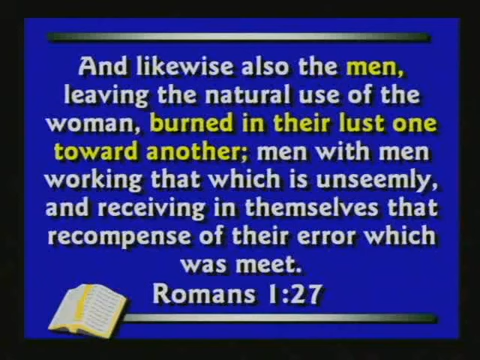 And likewise also the men,
leaving the natural use of the
woman, burned in their lust one
toward another; men with men
working that which is unseemly,
and receiving in themselves that
recompense of their error which
was meet.
Romans 1:27